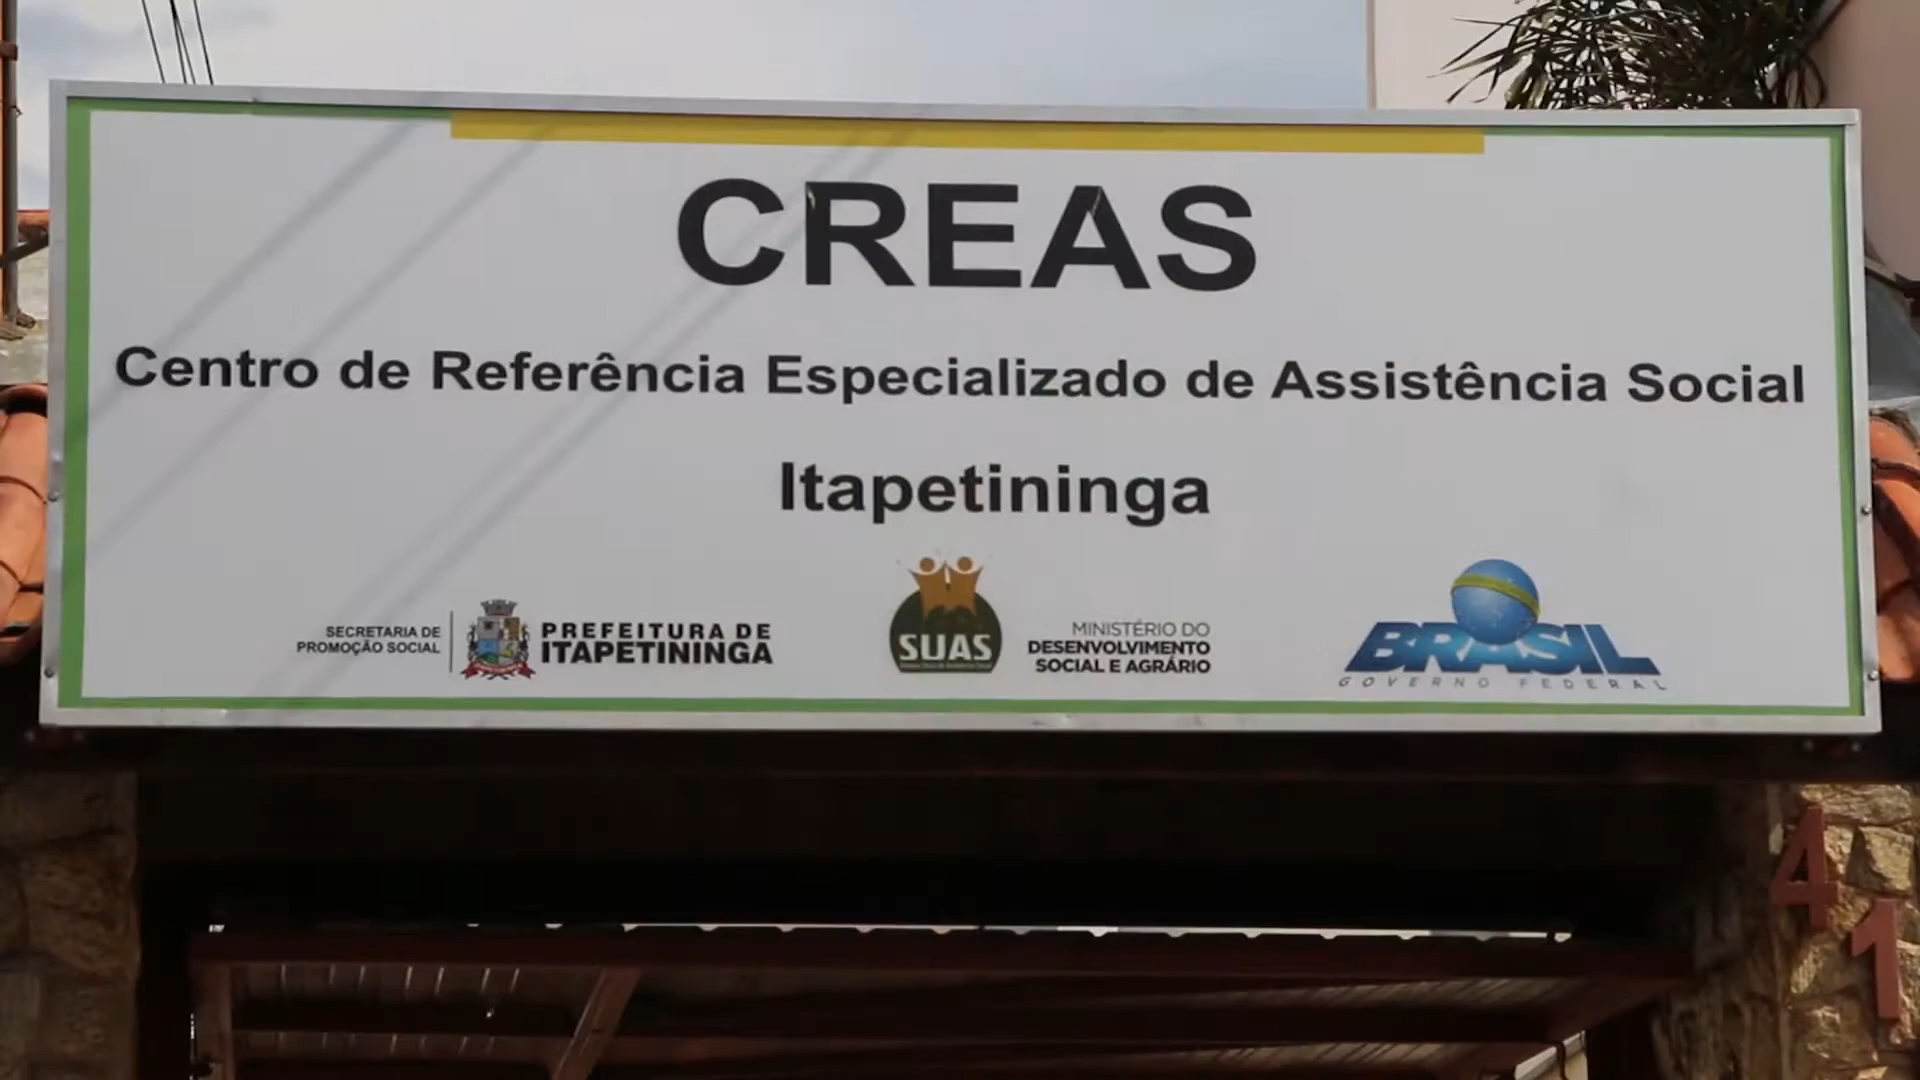 CREAS
Centro de Referência Especializado de Assistência Social
Itapetininga
SECRETARIA DE
PROMOÇÃO SOCIAL
PREFEITURA DE
ITAPETININGA
SUAS
MINISTÉRIO DO
DESENVOLVIMENTO
SOCIAL E AGRÁRIO
BRASIL
GOVERNO FEDERAL
41